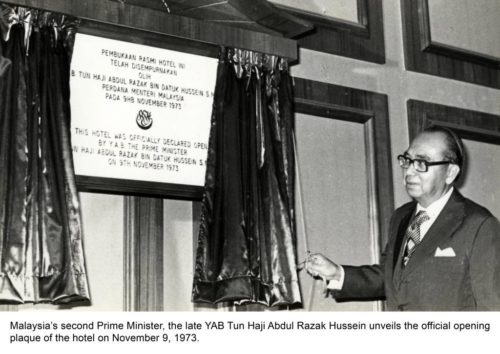 PEMBUKAAN RASMI HOTEL INI
TELAH DISEMPURNAKAN
OLIH
B TUN HAJI ABDUL RAZAK BIN DATUK HUSSEIN S.M
PERDANA MENTERI MALAYSIA
PADA 9HB NOVEMBER 1973
THIS HOTEL WAS OFFICIALLY DECLARED OPEN
BY Y.A.B. THE PRIME MINISTER
UN HAJI ABDUL RAZAK BIN DATUK HUSSEIN S.M
ON 9TH NOVEMBER 1973
Malaysia's second Prime Minister, the late YAB Tun Haji Abdul Razak Hussein unveils the official opening
plaque of the hotel on November 9, 1973.